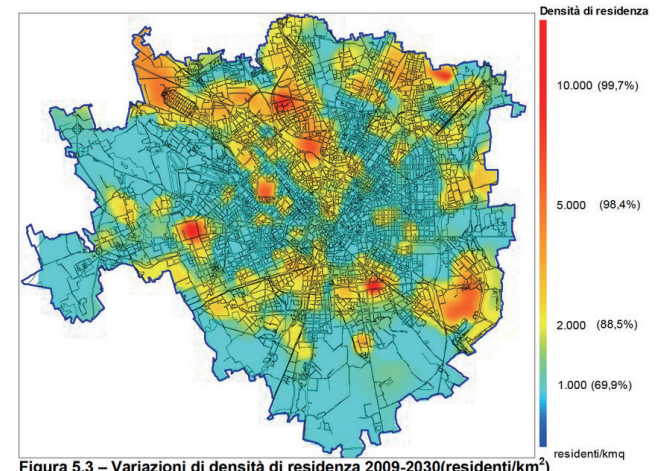 Densità di residenza
10.000 (99,7%)
5.000 (98,4%)
2.000 (88,5%)
1.000 (69,9%)
residenti/kmq
Figura 5.3 – Variazioni di densità di residenza 2009-2030(residenti/km²)